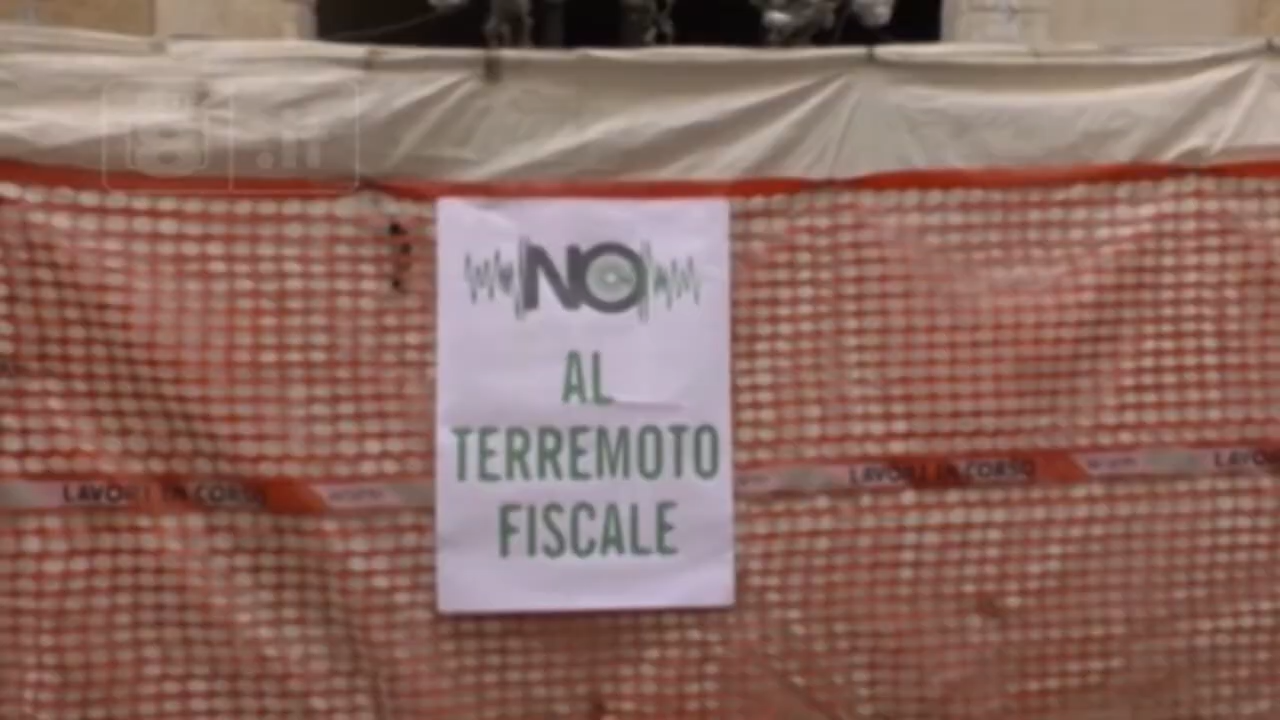 NO
AL
TERREMOTO
FISCALE
LAVORI IN CORSO
LAVORI IN CORSO